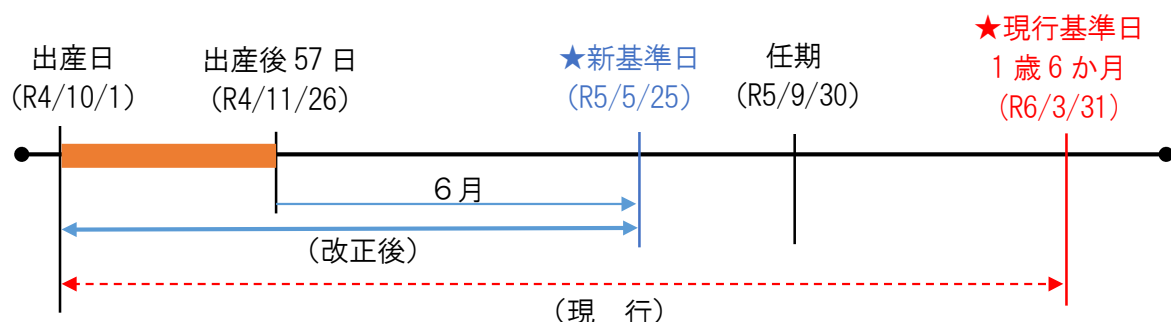 出産日
(R4/10/1)
出産後 57 日
(R4/11/26)
★新基準日
(R5/5/25)
任期
(R5/9/30)
★現行基準日
1 歳 6 か月
(R6/3/31)
６月
（改正後）
（現　行）